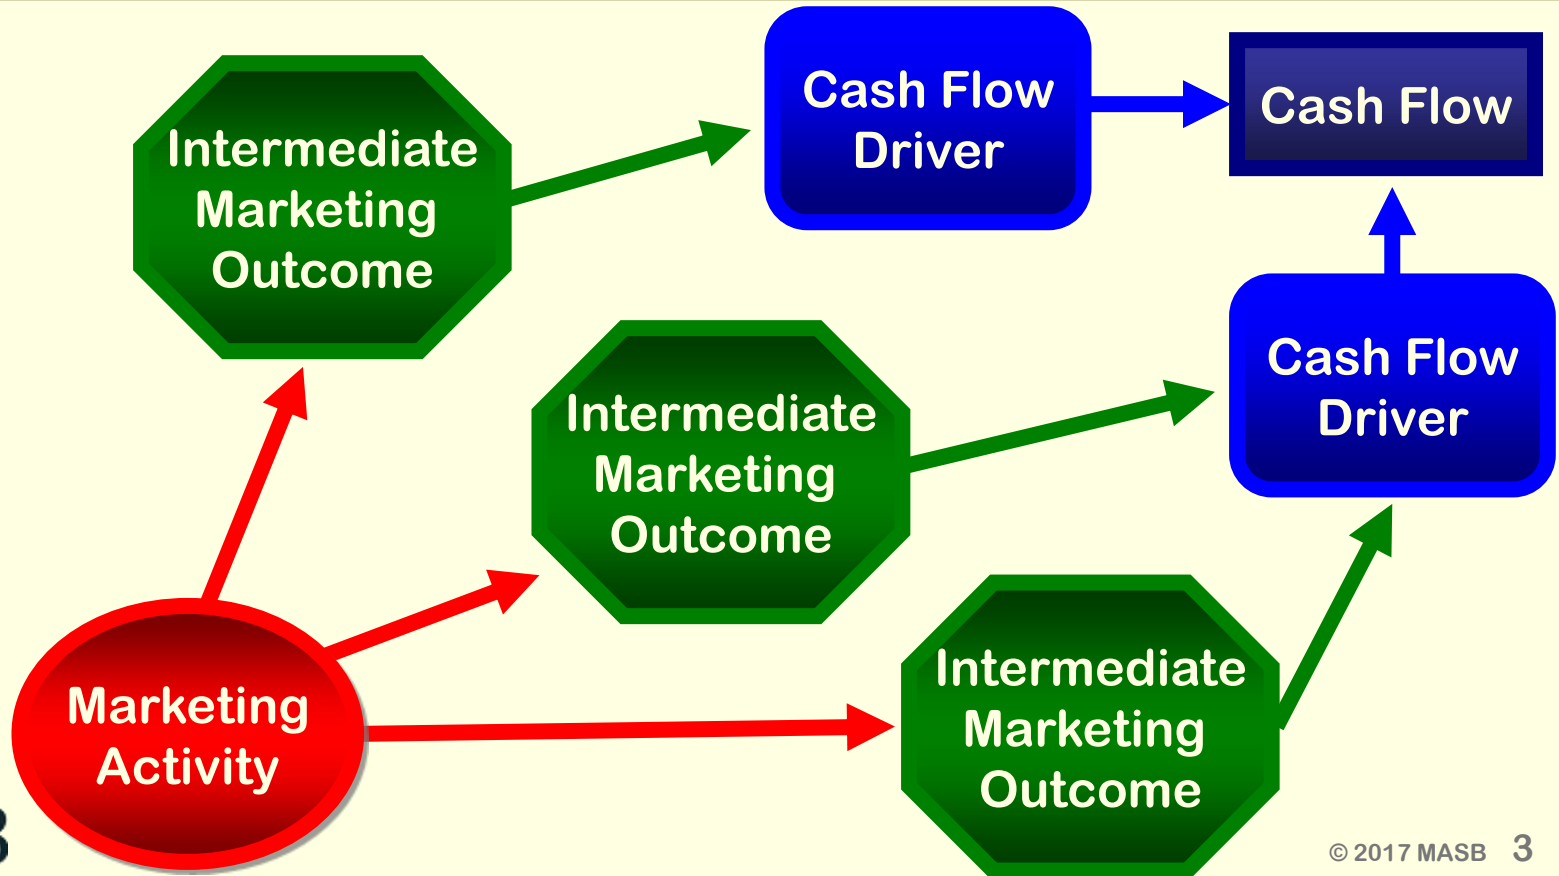 Cash Flow
Driver
Cash Flow
Intermediate
Marketing
Outcome
Cash Flow
Driver
Intermediate
Marketing
Outcome
Intermediate
Marketing
Outcome
Marketing
Activity
© 2017 MASB 3